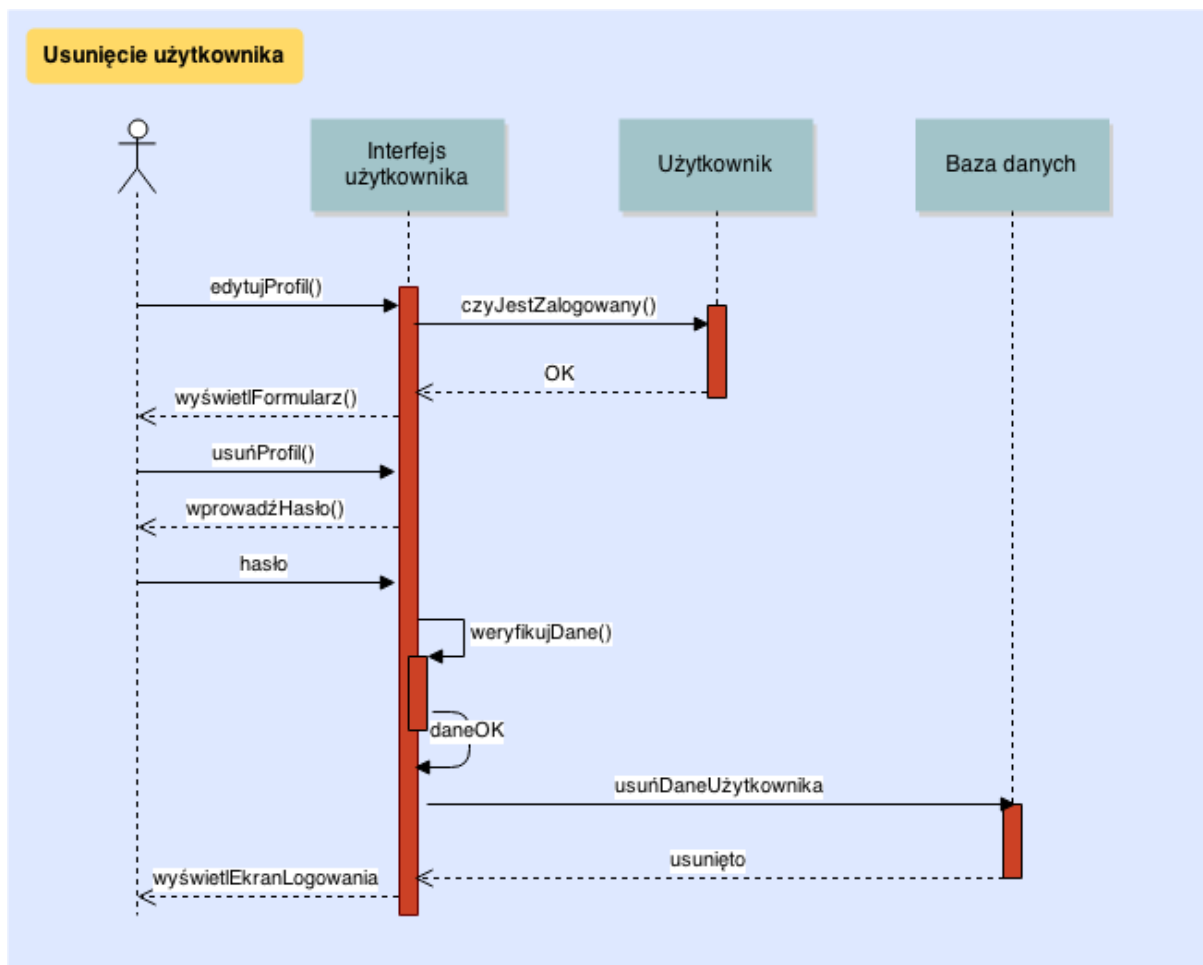 Usunięcie użytkownika
Interfejs
użytkownika
Użytkownik
Baza danych
edytujProfil()
czyJestZalogowany()
OK
wyświetlFormularz()
usuńProfil()
wprowadźHasło()
hasło
weryfikujDane()
daneOK
usuńDaneUżytkownika
usunięto
wyświetlEkranLogowania